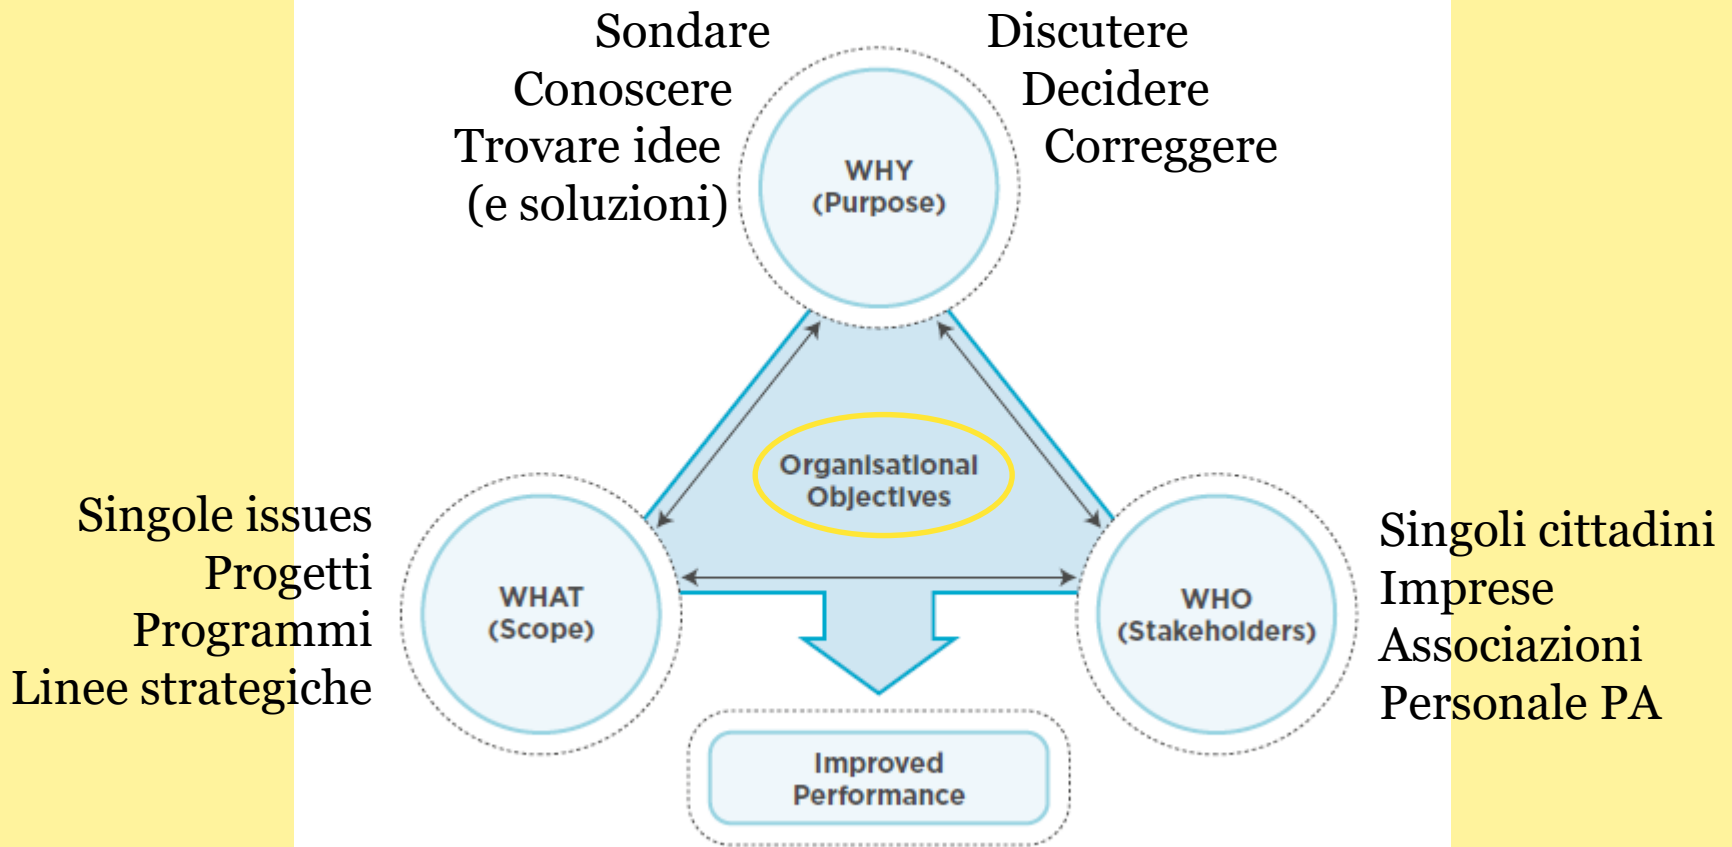 Sondare
Conoscere
Trovare idee
(e soluzioni)
Discutere
Decidere
Correggere
WHY
(Purpose)
Organisational
Objectives
Singole issues
Progetti
Programmi
Linee strategiche
WHAT
(Scope)
WHO
(Stakeholders)
Singoli cittadini
Imprese
Associazioni
Personale PA
Improved
Performance